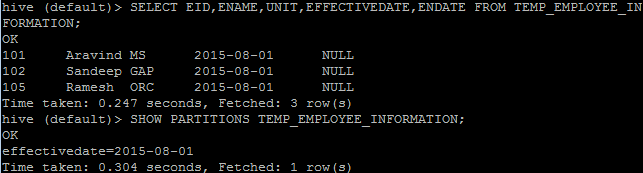 hive (default)> SELECT EID,ENAME,UNIT,EFFECTIVEDATE,ENDATE FROM TEMP_EMPLOYEE_IN
FORMATION;
OK
101 Aravind MS 2015-08-01 NULL
102 Sandeep GAP 2015-08-01 NULL
105 Ramesh ORC 2015-08-01 NULL
Time taken: 0.247 seconds, Fetched: 3 row(s)
hive (default)> SHOW PARTITIONS TEMP_EMPLOYEE_INFORMATION;
OK
effectivedate=2015-08-01
Time taken: 0.304 seconds, Fetched: 1 row(s)